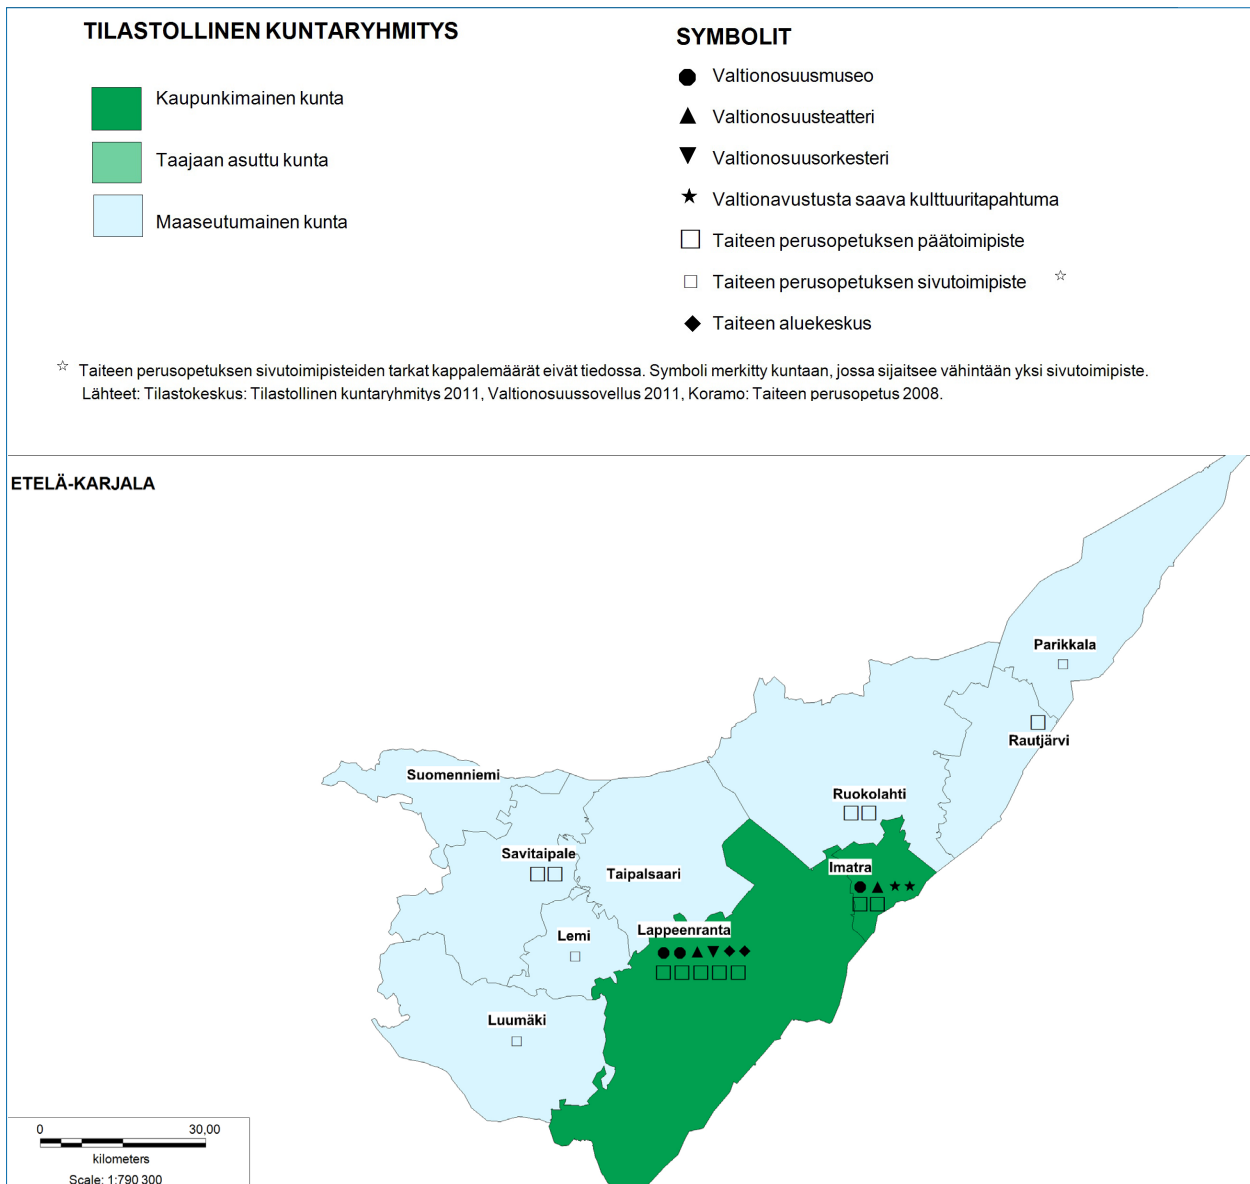 TILASTOLLINEN KUNTARYHMITYS
Kaupunkimainen kunta
Taajaan asuttu kunta
Maaseutumainen kunta
SYMBOLIT
Valtionosuusmuseo
Valtionosuusteatteri
Valtionosuusorkesteri
Valtionavustusta saava kulttuuritapahtuma
Taiteen perusopetuksen päätoimipiste
Taiteen perusopetuksen sivutoimipiste ☆
Taiteen aluekeskus
☆ Taiteen perusopetuksen sivutoimipisteiden tarkat kappalemäärät eivät tiedossa. Symboli merkitty kuntaan, jossa sijaitsee vähintään yksi sivutoimipiste.
Lähteet: Tilastokeskus: Tilastollinen kuntaryhmitys 2011, Valtionosuussovellus 2011, Koramo: Taiteen perusopetus 2008.
ETELÄ-KARJALA
Parikkala
Rautjärvi
Suomenniemi
Ruokolahti
Savitaipale
Imatra
Taipalsaari
Lappeenranta
Lemi
Luumäki
0 30,00
kilometers
Scale: 1:790 300